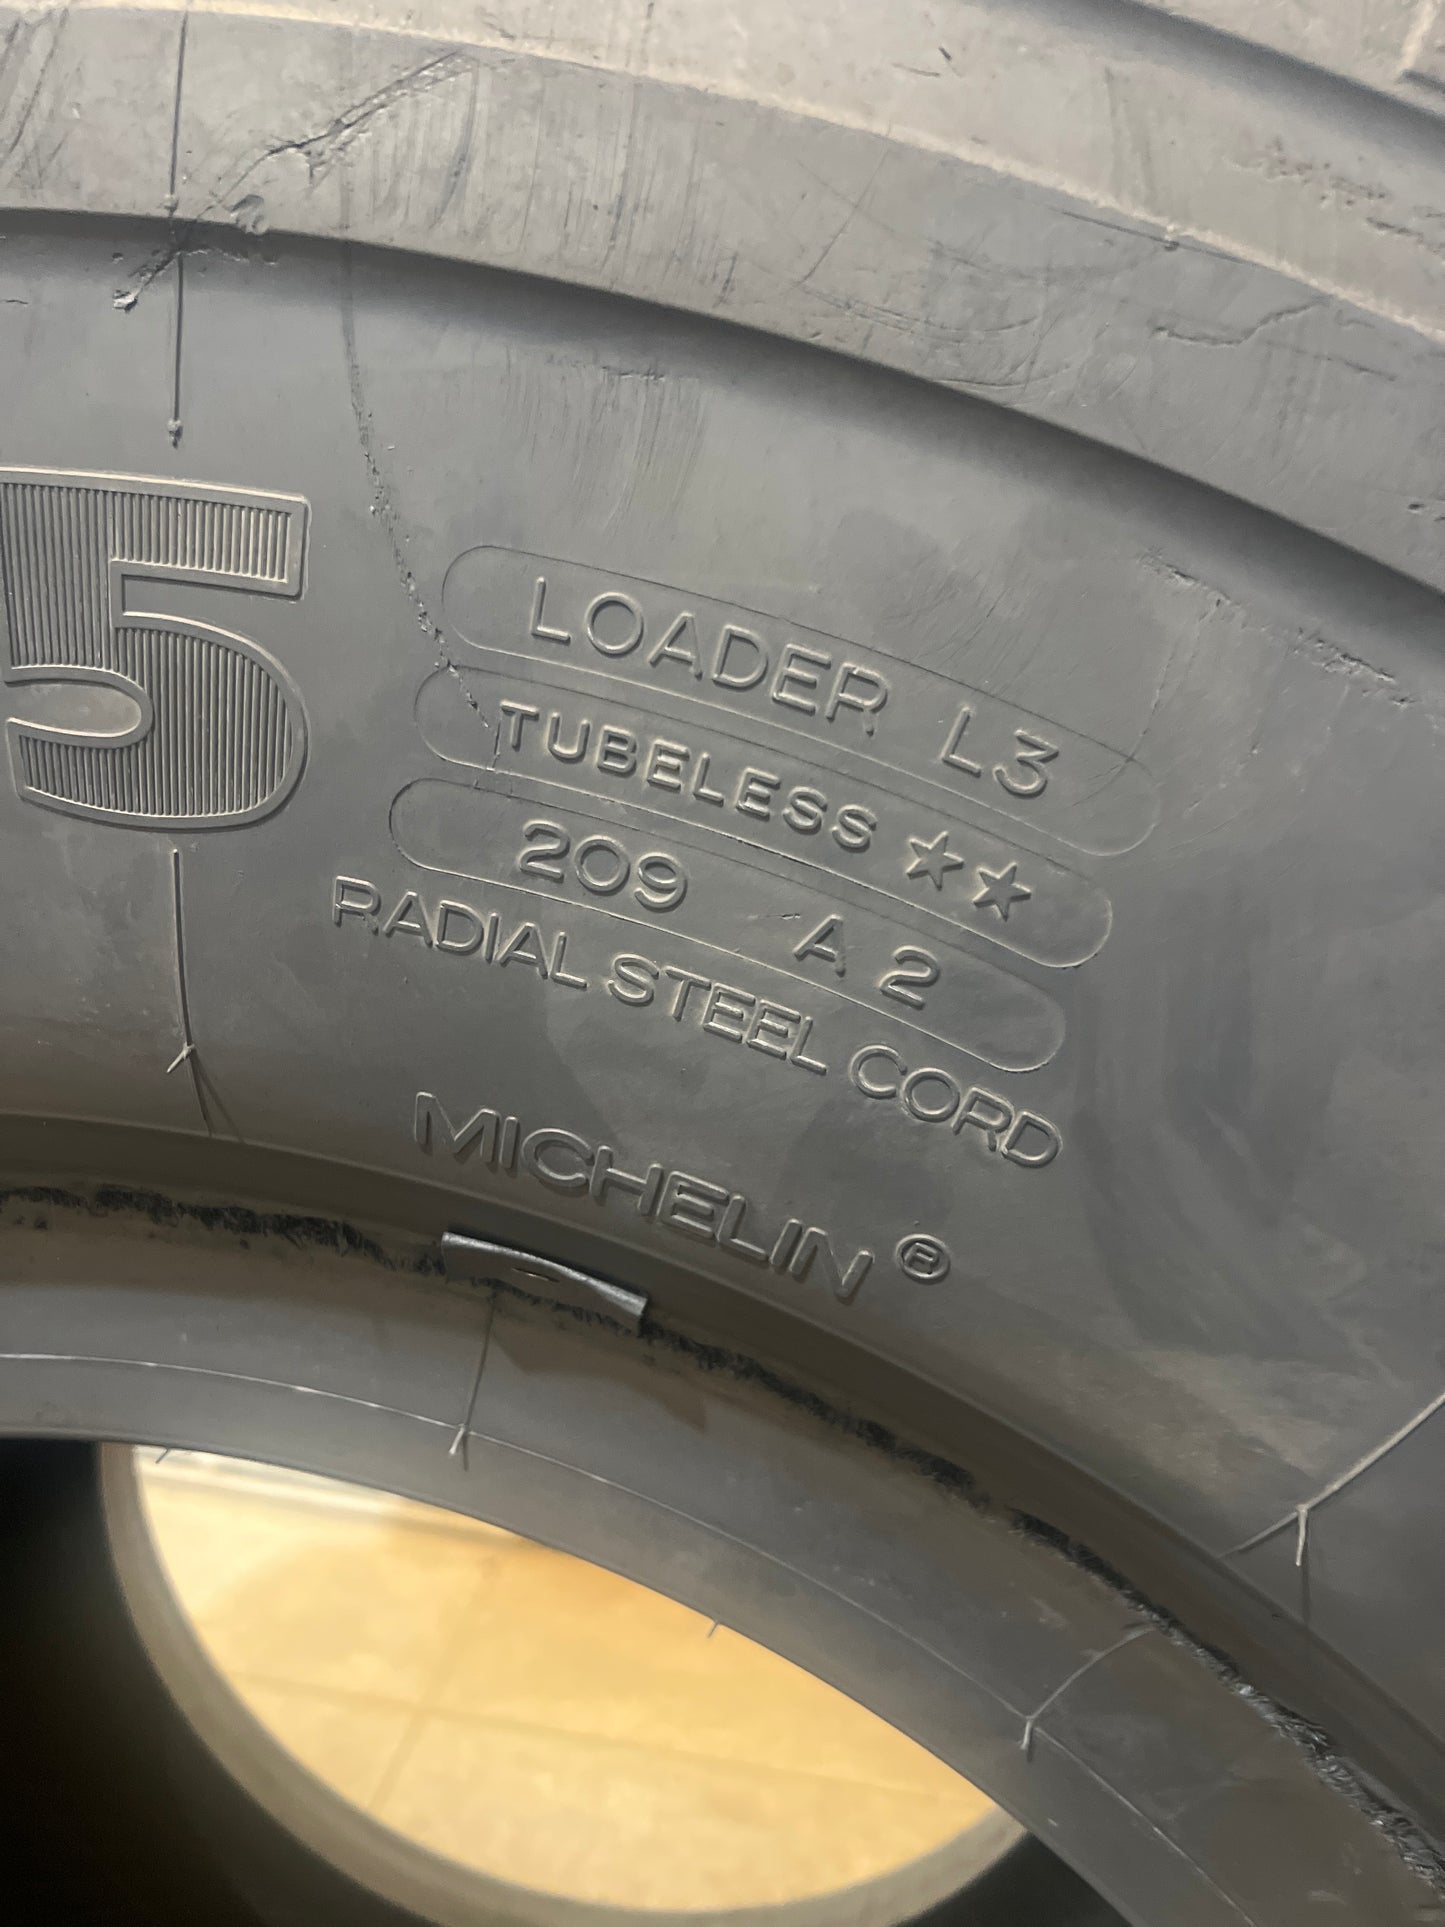 5
LOADER L3
TUBELESS ★★
209 A 2
RADIAL STEEL CORD
MICHELIN ®